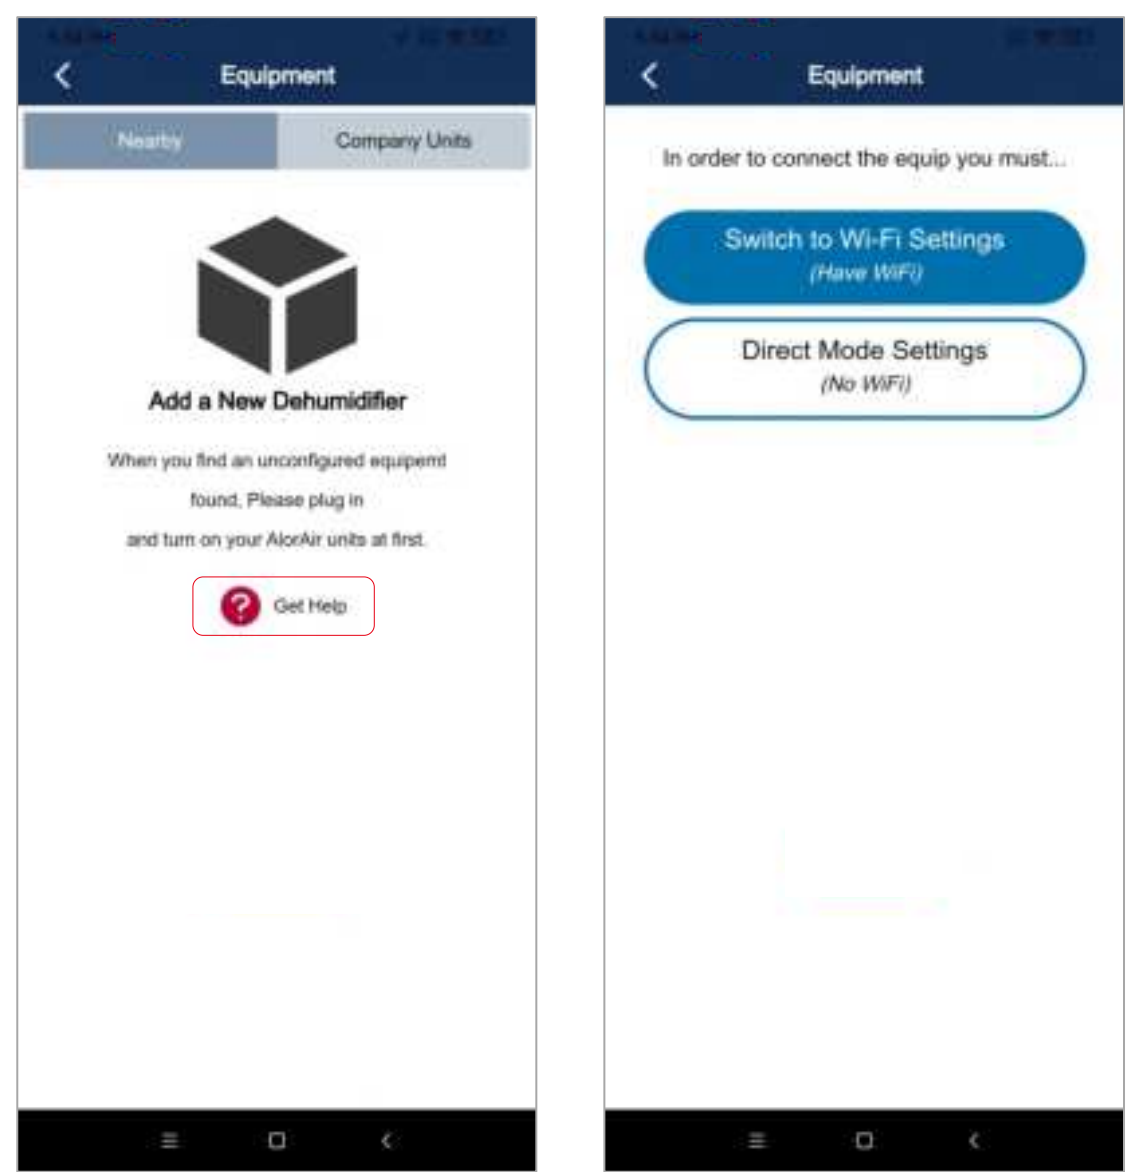 Equipment
Nearby
Company Units
Add a New Dehumidifier
When you find an unconfigured equipemt
found, Please plug in
and turn on your AlorAir units at first.
? Get Help
Equipment
In order to connect the equip you must...
Switch to Wi-Fi Settings
(Have WiFi)
Direct Mode Settings
(No WiFi)